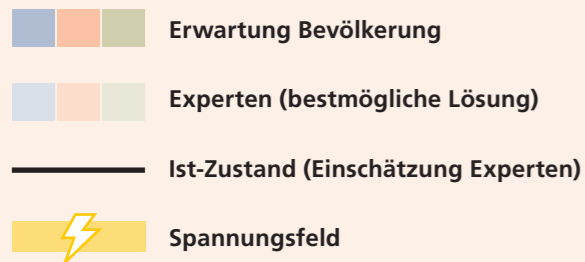 Erwartung Bevölkerung
Experten (bestmögliche Lösung)
Ist-Zustand (Einschätzung Experten)
Spannungsfeld